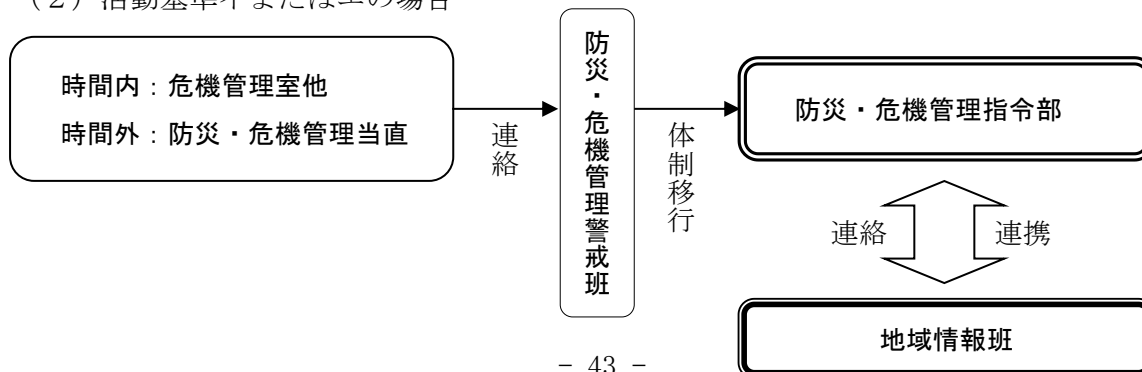 (2)活動基準イまたはエの場合
時間内:危機管理室他
時間外:防災・危機管理当直
連絡
防災・危機管理警戒班
体制移行
防災・危機管理指令部
連絡
連携
地域情報班
- 43 -